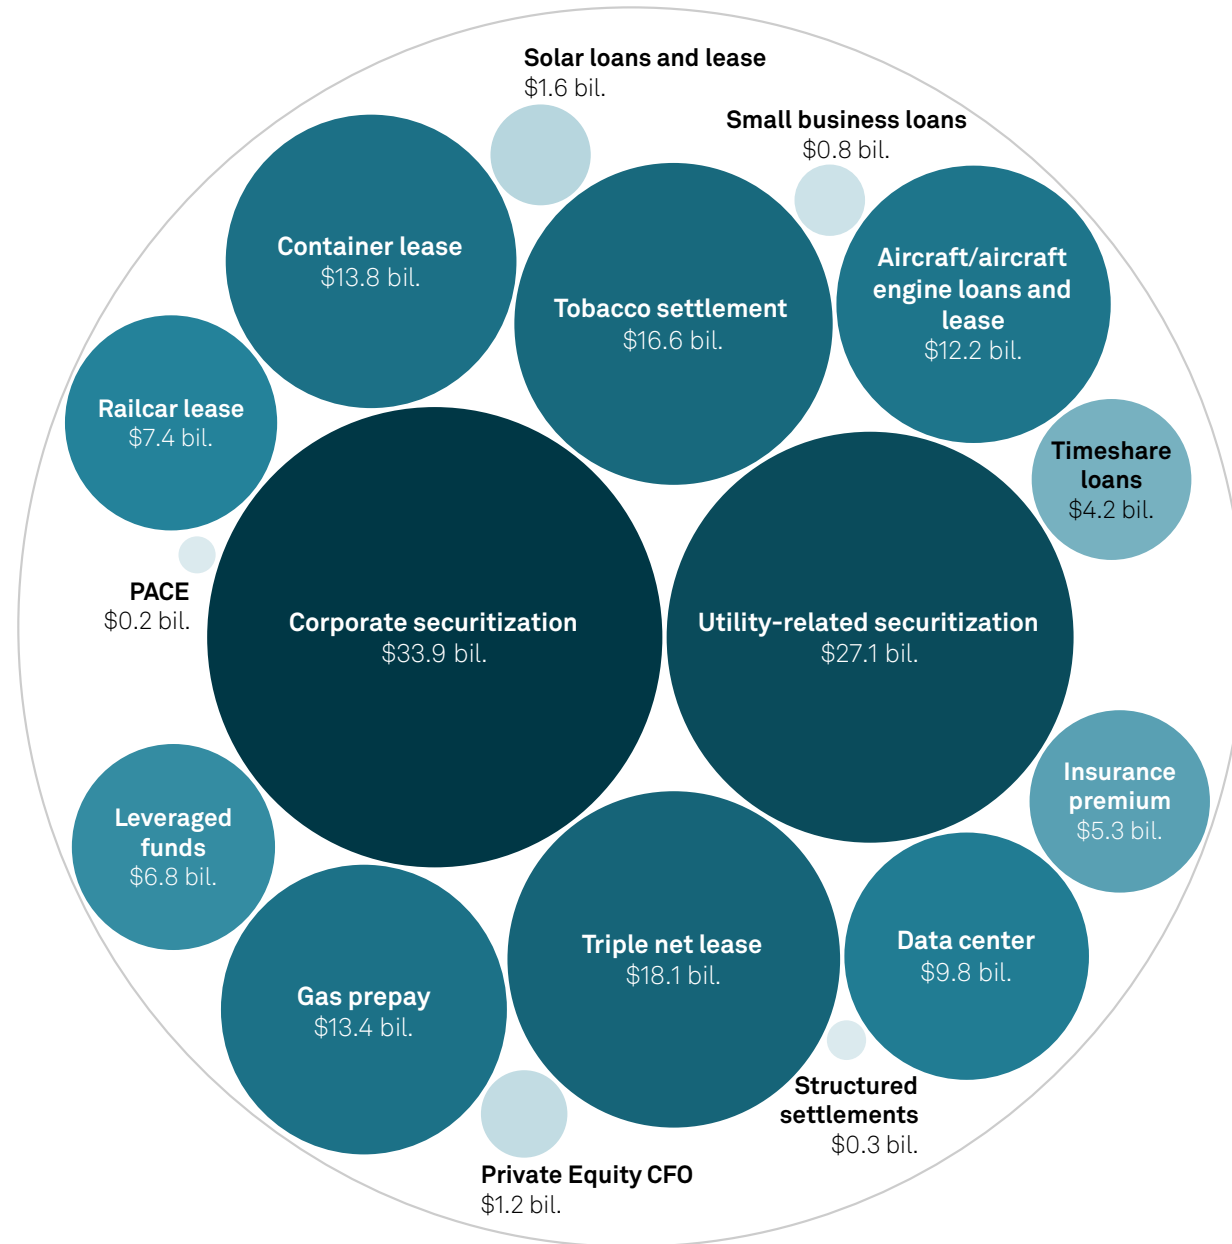 Solar loans and lease
$1.6 bil.
Small business loans
$0.8 bil.
Container lease
$13.8 bil.
Tobacco settlement
$16.6 bil.
Aircraft/aircraft
engine loans and
lease
$12.2 bil.
Railcar lease
$7.4 bil.
Timeshare
loans
$4.2 bil.
PACE
$0.2 bil.
Corporate securitization
$33.9 bil.
Utility-related securitization
$27.1 bil.
Leveraged
funds
$6.8 bil.
Insurance
premium
$5.3 bil.
Gas prepay
$13.4 bil.
Triple net lease
$18.1 bil.
Data center
$9.8 bil.
Structured
settlements
$0.3 bil.
Private Equity CFO
$1.2 bil.